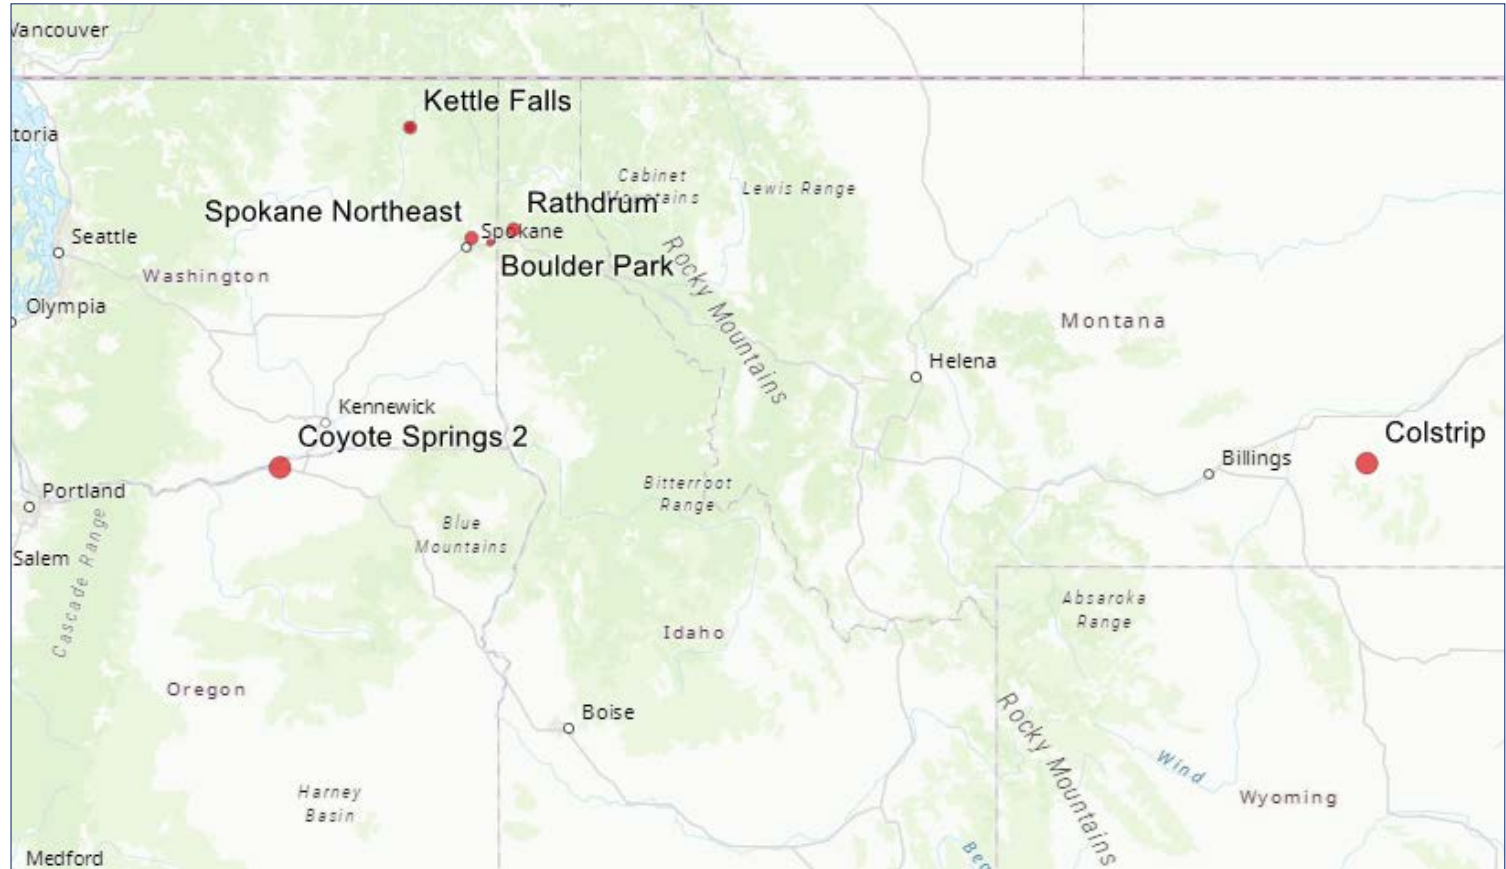 Vancouver
Kettle Falls
toria
Cabinet
Mountains
Lewis Range
Rathdrum
Spokane Northeast
Spokane
Seattle
Boulder Park
Washington
Rocky Mountains
Olympia
Montana
Helena
Kennewick
Coyote Springs 2
Colstrip
Billings
Portland
Bitterroot
Range
Blue
Mountains
Salem
Cascade Range
Absaroka
Range
Idaho
Oregon
Boise
Rocky Mountains
Wind
Harney
Basin
Wyoming
Medford